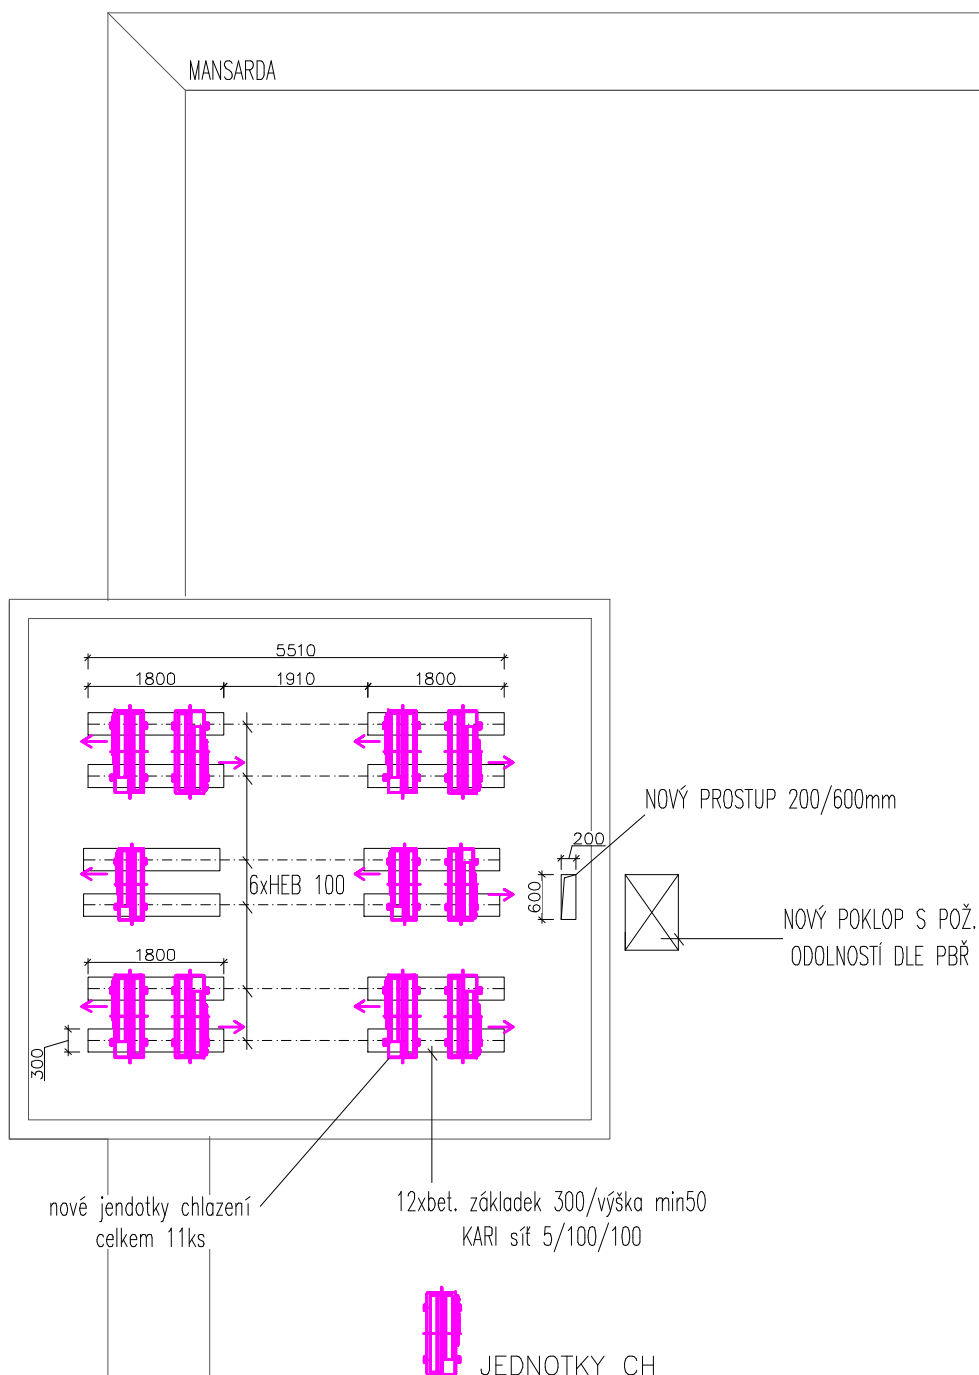 MANSARDA
5510
1800
1910
1800
NOVÝ PROSTUP 200/600mm
200
6xHEB 100
600
NOVÝ POKLOP S POŽ.
ODOLNOSTÍ DLE PBŘ
1800
300
nové jendotky chlazení
celkem 11ks
12xbet. základek 300/výška min50
KARI síť 5/100/100
JEDNOTKY CH